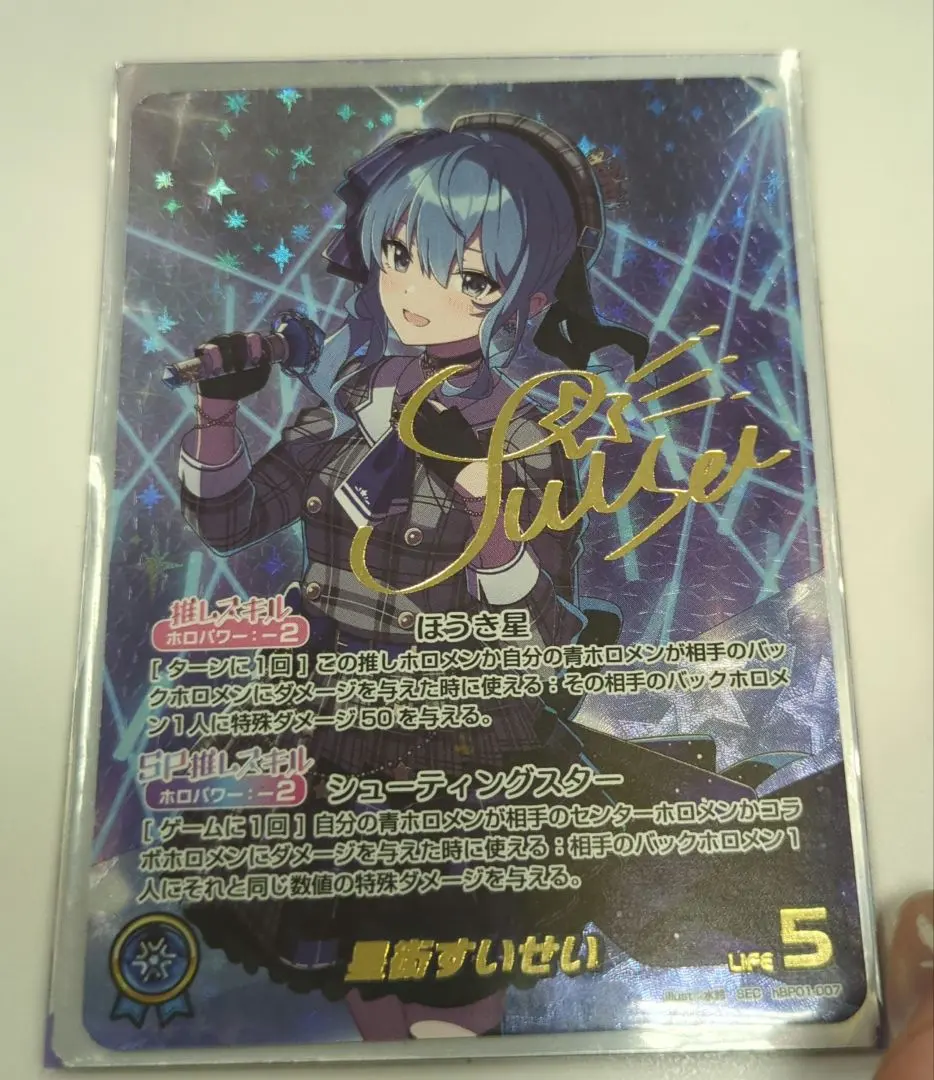 Suisei
推しスキル
ホロパワー：-2
ほうき星
[ ターンに1回 ] この推しホロメンか自分の青ホロメンが相手のバッ
クホロメンにダメージを与えた時に使える：その相手のバックホロメ
ン1人に特殊ダメージ50を与える。
SP推しスキル
ホロパワー：-2
シューティングスター
[ ゲームに1回 ] 自分の青ホロメンが相手のセンターホロメンかコラ
ボホロメンにダメージを与えた時に使える：相手のバックホロメン1
人にそれと同じ数値の特殊ダメージを与える。
星街すいせい
LIFE 5
illust：水鈴 SEC hBP01-007